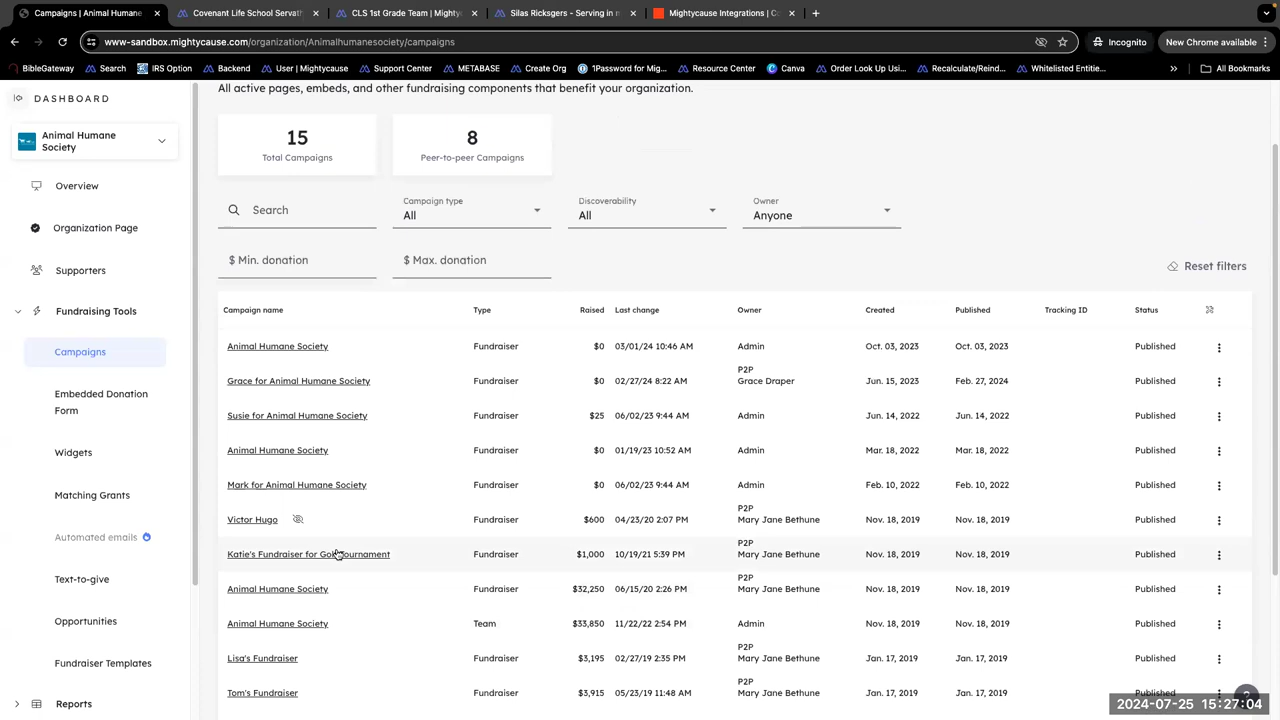 Campaigns | Animal Humane
Covenant Life School Servath
CLS 1st Grade Team | Mighty
Silas Ricksgers - Serving in
Mightycause Integrations | C
www-sandbox.mightycause.com/organization/Animalhumanesociety/campaigns
Incognito
New Chrome available
BibleGateway
Search
IRS Option
Backend
User | Mightycause
Support Center
METABASE
Create Org
1Password for Mig...
Resource Center
Canva
Order Look Up Usi...
Recalculate/Reind...
Whitelisted Entitie...
All Bookmarks
DASHBOARD
Animal Humane
Society
Overview
Organization Page
Supporters
Fundraising Tools
Campaigns
Embedded Donation
Form
Widgets
Matching Grants
Automated emails
Text-to-give
Opportunities
Fundraiser Templates
Reports
All active pages, embeds, and other fundraising components that benefit your organization.
15
Total Campaigns
8
Peer-to-peer Campaigns
Search
Campaign type
All
Discoverability
All
Owner
Anyone
$ Min. donation
$ Max. donation
Reset filters
Campaign name Type Raised Last change Owner Created Published Tracking ID Status
Animal Humane Society Fundraiser $0 03/01/24 10:46 AM Admin Oct. 03, 2023 Oct. 03, 2023 Published
P2P
Grace for Animal Humane Society Fundraiser $0 02/27/24 8:22 AM Grace Draper Jun. 15, 2023 Feb. 27, 2024 Published
Susie for Animal Humane Society Fundraiser $25 06/02/23 9:44 AM Admin Jun. 14, 2022 Jun. 14, 2022 Published
Animal Humane Society Fundraiser $0 01/19/23 10:52 AM Admin Mar. 18, 2022 Mar. 18, 2022 Published
Mark for Animal Humane Society Fundraiser $0 06/02/23 9:44 AM Admin Feb. 10, 2022 Feb. 10, 2022 Published
P2P
Victor Hugo Fundraiser $600 04/23/20 2:07 PM Mary Jane Bethune Nov. 18, 2019 Nov. 18, 2019 Published
P2P
Katie's Fundraiser for Golf Tournament Fundraiser $1,000 10/19/21 5:39 PM Mary Jane Bethune Nov. 18, 2019 Nov. 18, 2019 Published
P2P
Animal Humane Society Fundraiser $32,250 06/15/20 2:26 PM Mary Jane Bethune Nov. 18, 2019 Nov. 18, 2019 Published
Animal Humane Society Team $33,850 11/22/22 2:54 PM Admin Nov. 18, 2019 Nov. 18, 2019 Published
P2P
Lisa's Fundraiser Fundraiser $3,195 02/27/19 2:35 PM Mary Jane Bethune Jan. 17, 2019 Jan. 17, 2019 Published
P2P
Tom's Fundraiser Fundraiser $3,915 05/23/19 11:48 AM Mary Jane Bethune Jan. 17, 2019 Jan. 17, 2019 Published
2024-07-25 15:27:04